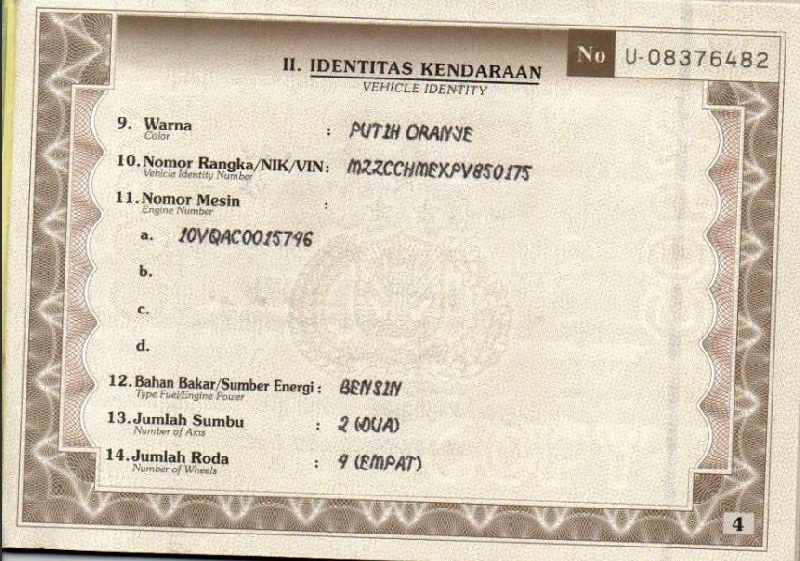 II. IDENTITAS KENDARAAN
VEHICLE IDENTITY
No U-08376482
9. Warna : PUTIH ORANYE
Color
10. Nomor Rangka/NIK/VIN: MZZCCHMEXPV850175
Vehicle Identity Number
11. Nomor Mesin :
Engine Number
a. 10VQAC0015746
b.
c.
d.
12. Bahan Bakar/Sumber Energi : BENSIN
Type Fuel/Engine Power
13. Jumlah Sumbu : 2 (DUA)
Number of Axis
14. Jumlah Roda : 4 (EMPAT)
Number of Wheels
4